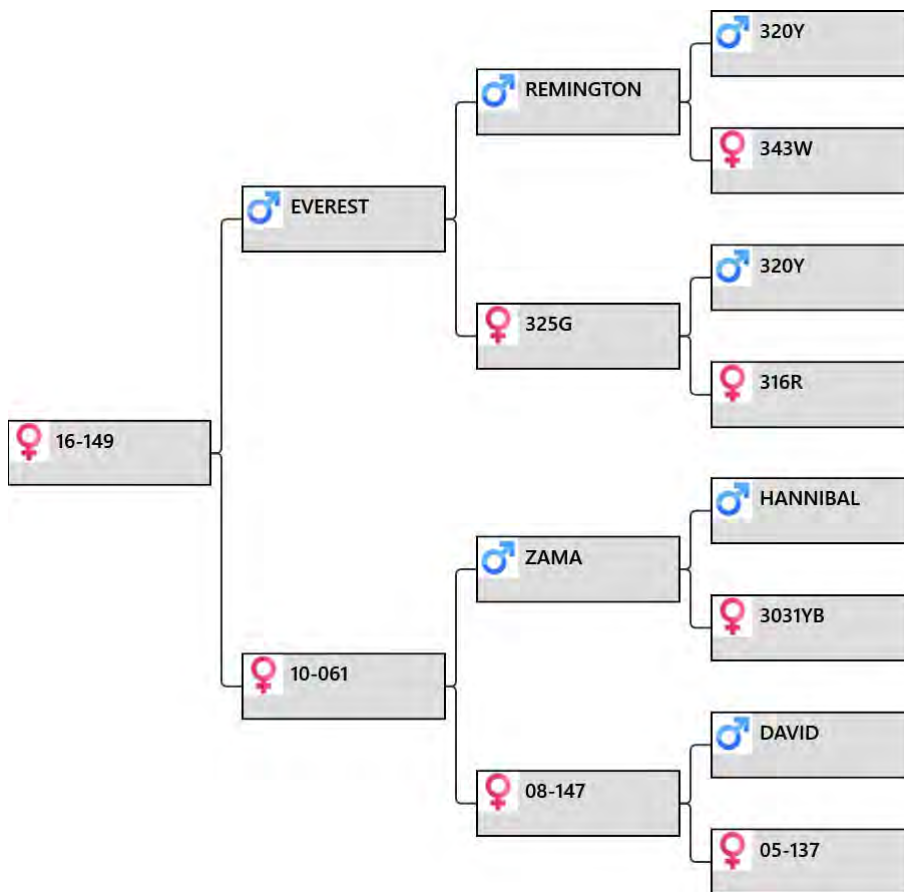 320Y
REMINGTON
343W
EVEREST
320Y
325G
316R
16-149
HANNIBAL
ZAMA
3031YB
10-061
DAVID
08-147
05-137